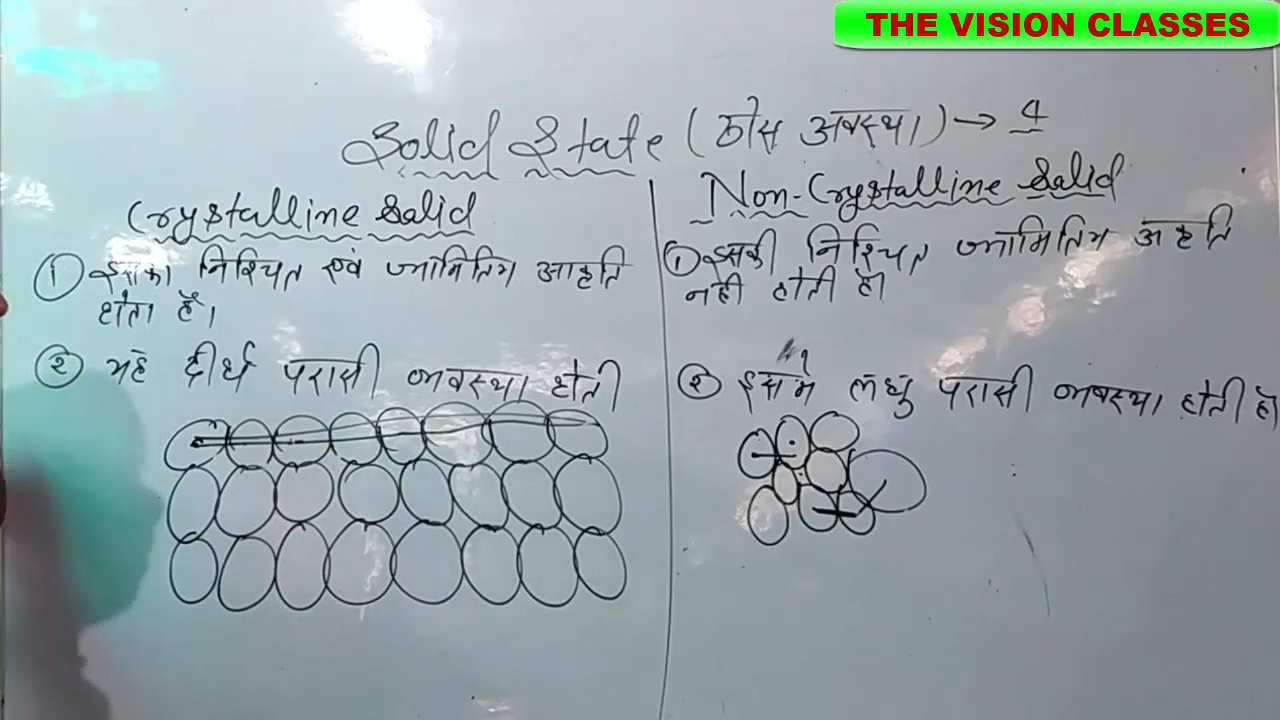 THE VISION CLASSES
Solid State (ठोस अवस्था) → 4
Crystalline Solid
① इसका निश्चित एवं ज्यामितिय आकृति
होता है।
② यह दीर्घ परासी व्यवस्था होती
Non-Crystalline Solid
① इसकी निश्चित ज्यामितिय अकृति
नही होती है।
② इसमे लघु परासी व्यवस्था होती है।